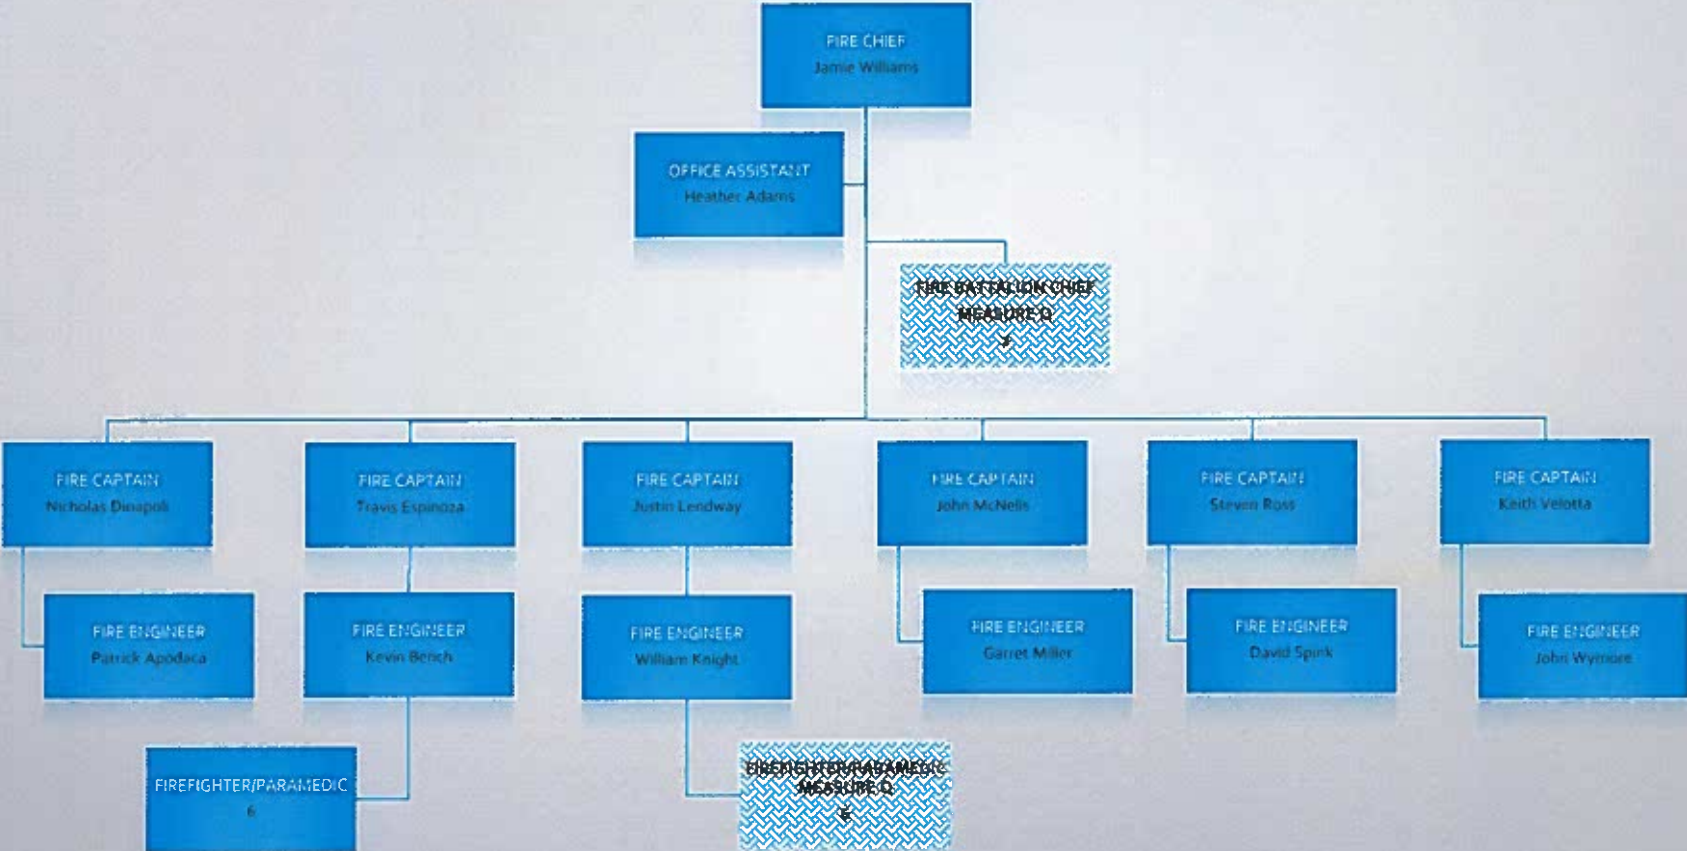 FIRE CHIEF
Jamie Williams
OFFICE ASSISTANT
Heather Adams
FIRE BATTALION CHIEF
MEASURE Q
FIRE CAPTAIN
Nicholas Dinapoli
FIRE CAPTAIN
Travis Espinoza
FIRE CAPTAIN
Justin Lendway
FIRE CAPTAIN
John McNelis
FIRE CAPTAIN
Steven Ross
FIRE CAPTAIN
Keith Velotta
FIRE ENGINEER
Patrick Apodaca
FIRE ENGINEER
Kevin Bench
FIRE ENGINEER
William Knight
FIRE ENGINEER
Garret Miller
FIRE ENGINEER
David Spink
FIRE ENGINEER
John Wymore
FIREFIGHTER/PARAMEDIC
6
FIREFIGHTER/PARAMEDIC
MEASURE Q